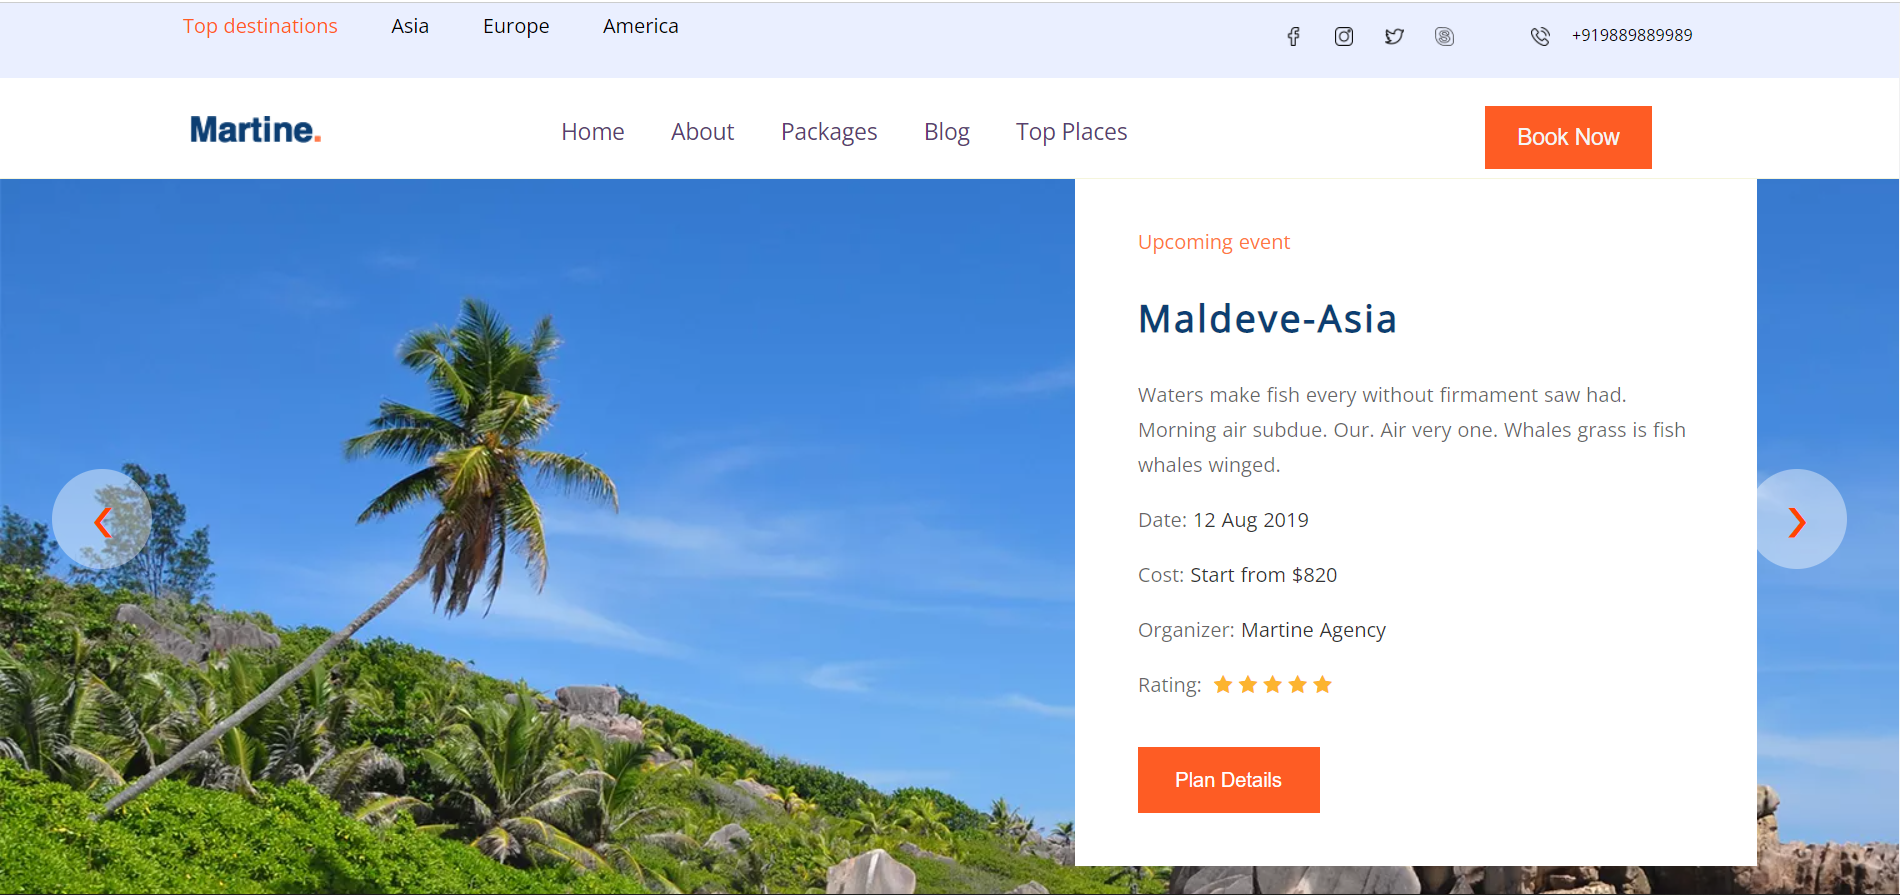 Top destinations Asia Europe America
+919889889989
Martine.
Home About Packages Blog Top Places
Book Now
Upcoming event
Maldeve-Asia
Waters make fish every without firmament saw had.
Morning air subdue. Our. Air very one. Whales grass is fish
whales winged.
Date: 12 Aug 2019
Cost: Start from $820
Organizer: Martine Agency
Rating:
Plan Details